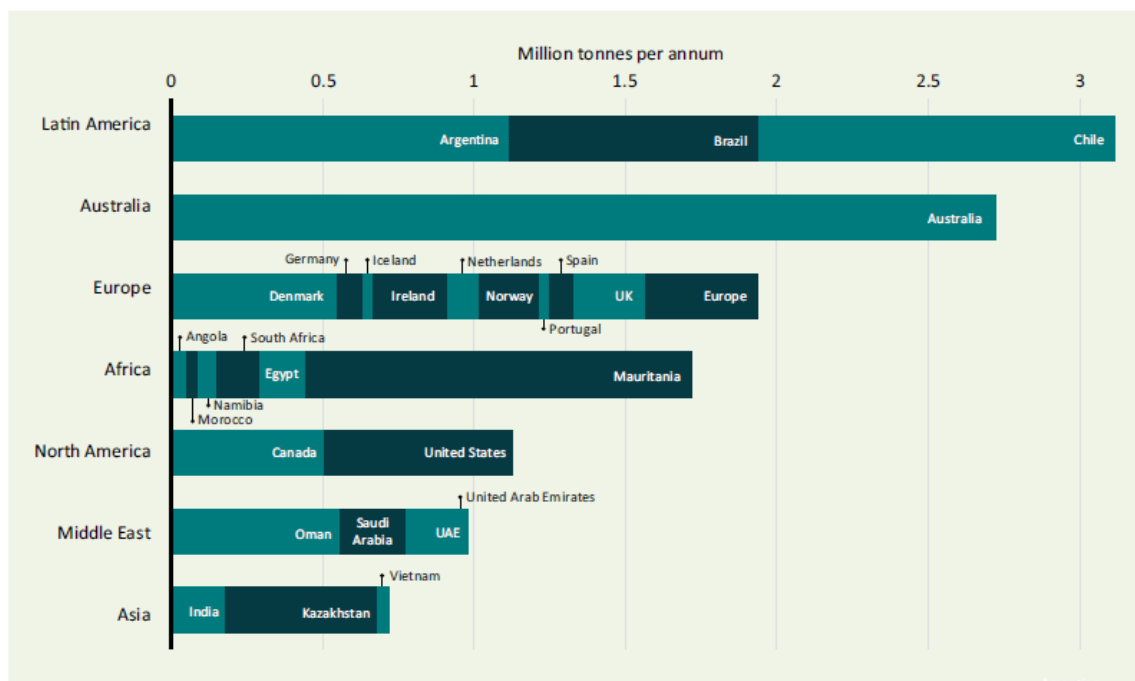 Million tonnes per annum
0 0.5 1 1.5 2 2.5 3
Latin America
Argentina Brazil Chile
Australia
Australia
Germany Iceland Netherlands Spain
Europe
Denmark Ireland Norway UK Europe
Portugal
Angola South Africa
Africa
Egypt Mauritania
Namibia
Morocco
North America
Canada United States
United Arab Emirates
Middle East
Oman Saudi Arabia UAE
Vietnam
Asia
India Kazakhstan